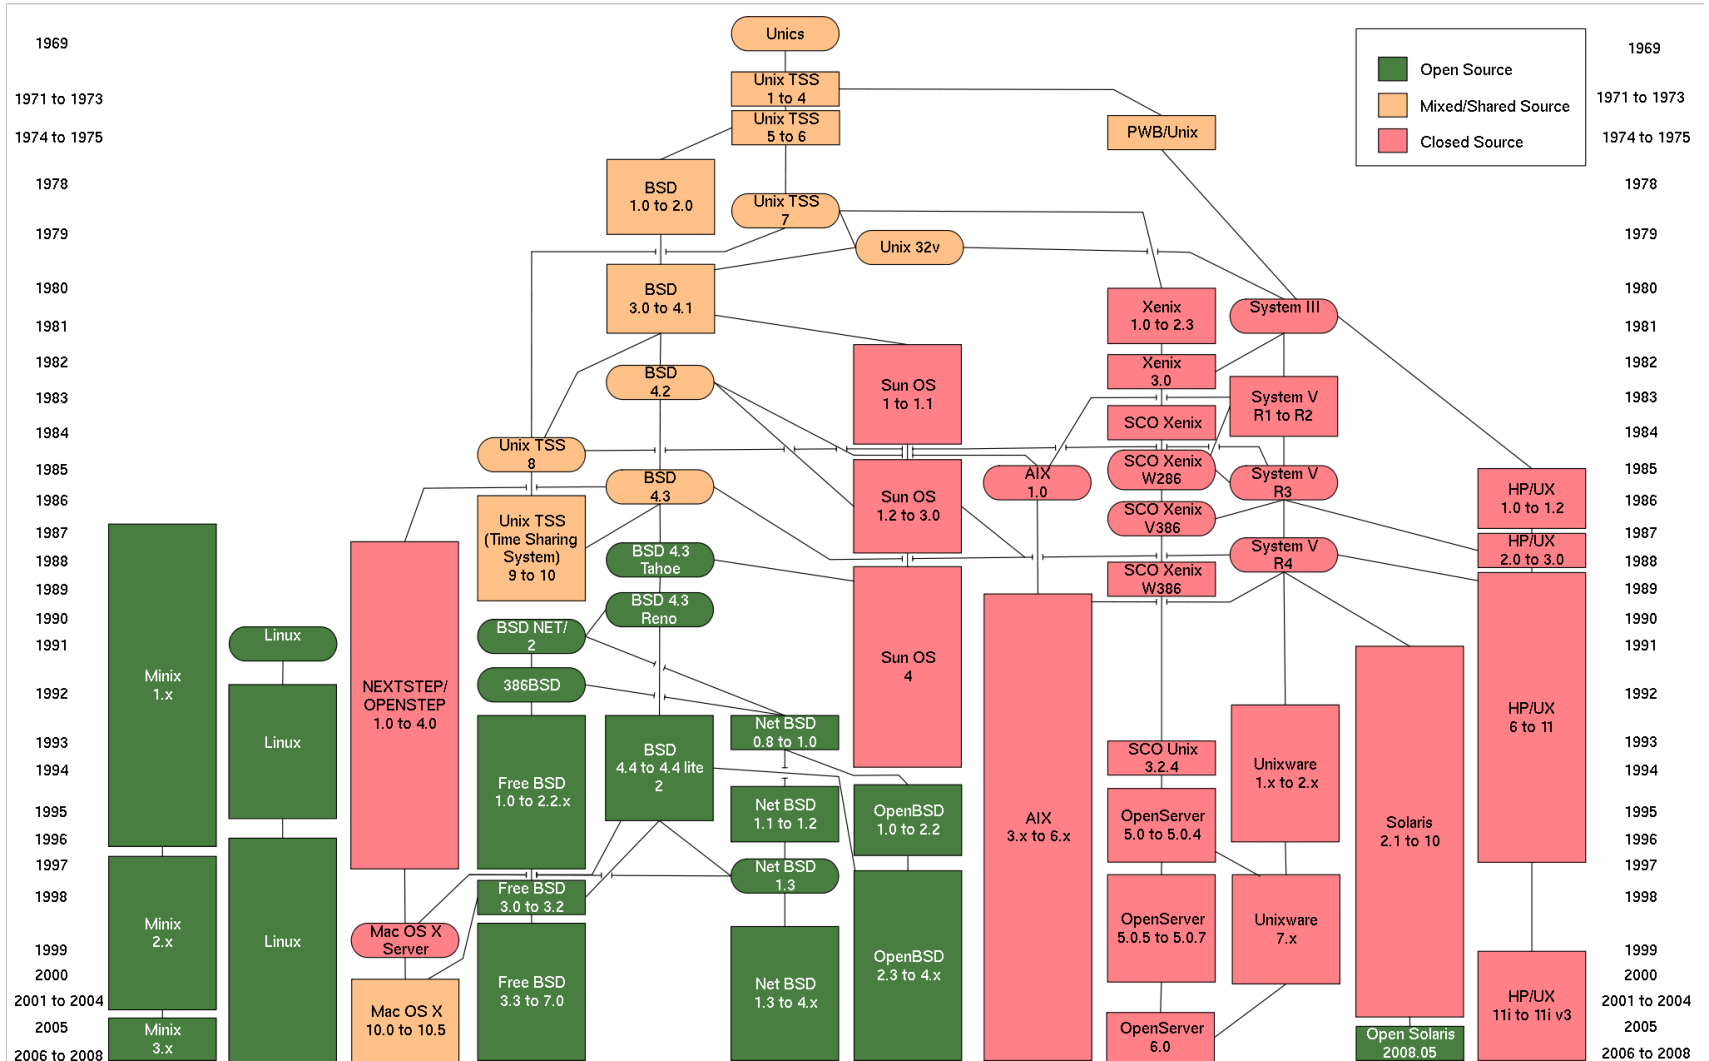 Unics
1969
1969
Open Source
Mixed/Shared Source
Closed Source
Unix TSS
1 to 4
1971 to 1973
1971 to 1973
Unix TSS
5 to 6
PWB/Unix
1974 to 1975
1974 to 1975
BSD
1.0 to 2.0
1978
1978
Unix TSS
7
Unix 32v
1979
1979
BSD
3.0 to 4.1
1980
1980
Xenix
1.0 to 2.3
System III
1981
1981
Xenix
3.0
1982
1982
BSD
4.2
Sun OS
1 to 1.1
System V
R1 to R2
1983
1983
SCO Xenix
1984
1984
Unix TSS
8
SCO Xenix
W286
AIX
1.0
System V
R3
1985
1985
BSD
4.3
Sun OS
1.2 to 3.0
HP/UX
1.0 to 1.2
1986
1986
SCO Xenix
V386
Unix TSS
(Time Sharing
System)
9 to 10
1987
1987
BSD 4.3
Tahoe
System V
R4
HP/UX
2.0 to 3.0
1988
1988
SCO Xenix
W386
1989
1989
BSD 4.3
Reno
1990
1990
BSD NET/
2
Linux
1991
1991
Minix
1.x
NEXTSTEP/
OPENSTEP
1.0 to 4.0
386BSD
Sun OS
4
1992
1992
HP/UX
6 to 11
Net BSD
0.8 to 1.0
Linux
1993
1993
BSD
4.4 to 4.4 lite
2
SCO Unix
3.2.4
Unixware
1.x to 2.x
1994
1994
Free BSD
1.0 to 2.2.x
Net BSD
1.1 to 1.2
OpenBSD
1.0 to 2.2
AIX
3.x to 6.x
OpenServer
5.0 to 5.0.4
Solaris
2.1 to 10
1995
1995
1996
1996
1997
1997
Net BSD
1.3
Free BSD
3.0 to 3.2
1998
1998
Minix
2.x
Linux
Mac OS X
Server
OpenServer
5.0.5 to 5.0.7
Unixware
7.x
1999
1999
OpenBSD
2.3 to 4.x
2000
2000
Free BSD
3.3 to 7.0
Net BSD
1.3 to 4.x
2001 to 2004
2001 to 2004
Mac OS X
10.0 to 10.5
HP/UX
11i to 11i v3
2005
2005
Minix
3.x
OpenServer
6.0
Open Solaris
2008.05
2006 to 2008
2006 to 2008